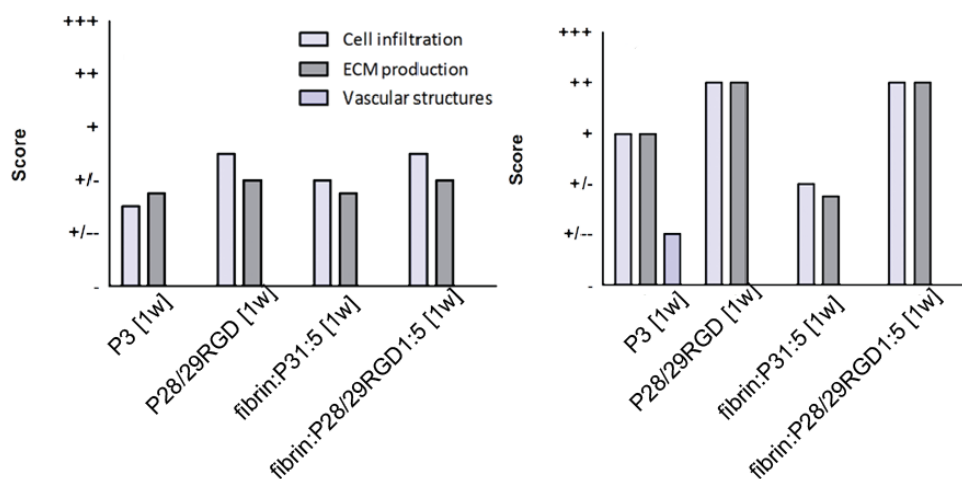 +++
++
+
+/-
+/--
-
Score
Cell infiltration
ECM production
Vascular structures
P3 [1w]
P28/29RGD [1w]
fibrin:P31:5 [1w]
fibrin:P28/29RGD1:5 [1w]
+++
++
+
+/-
+/--
-
Score
P3 [1w]
P28/29RGD [1w]
fibrin:P31:5 [1w]
fibrin:P28/29RGD1:5 [1w]